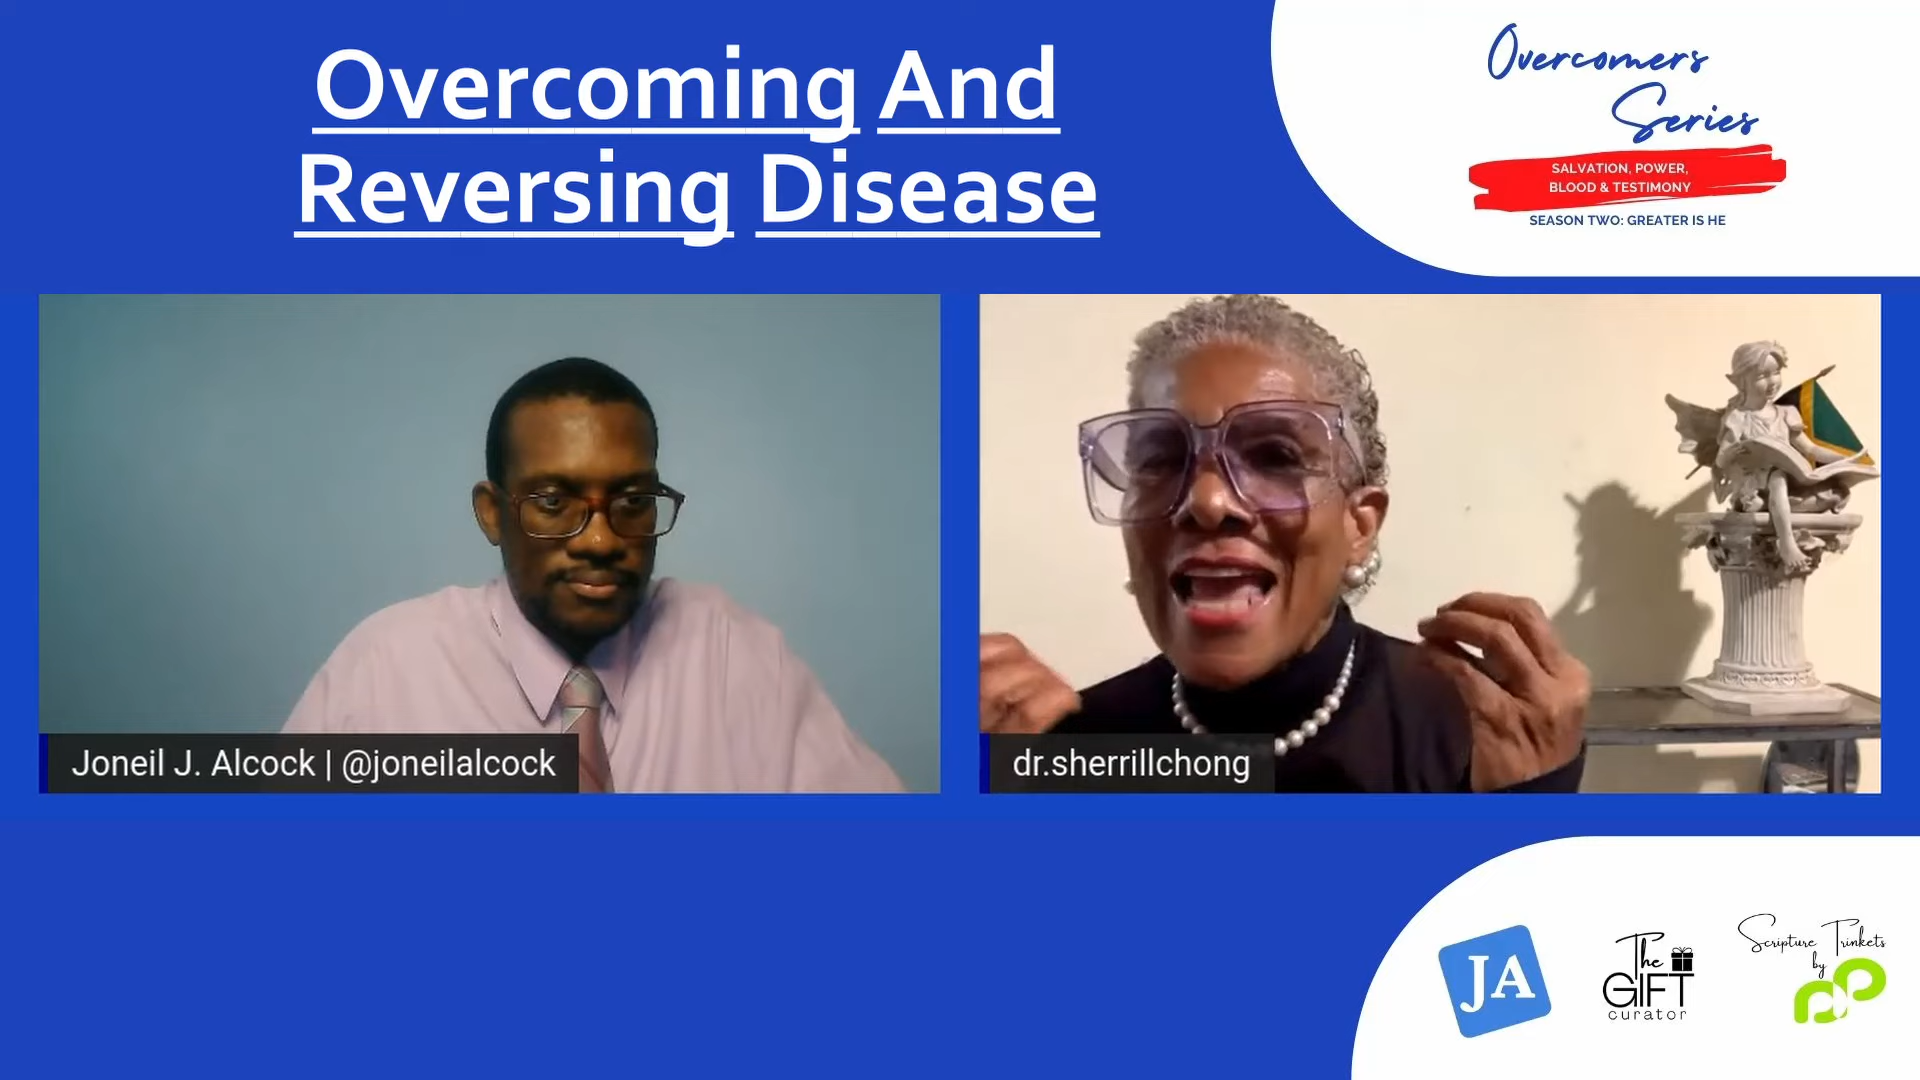 Overcoming And
Reversing Disease
Overcomers
Series
SALVATION, POWER,
BLOOD & TESTIMONY
SEASON TWO: GREATER IS HE
Joneil J. Alcock | @joneilalcock
dr.sherrillchong
JA
The
GIFT
curator
Scripture Trinkets
by